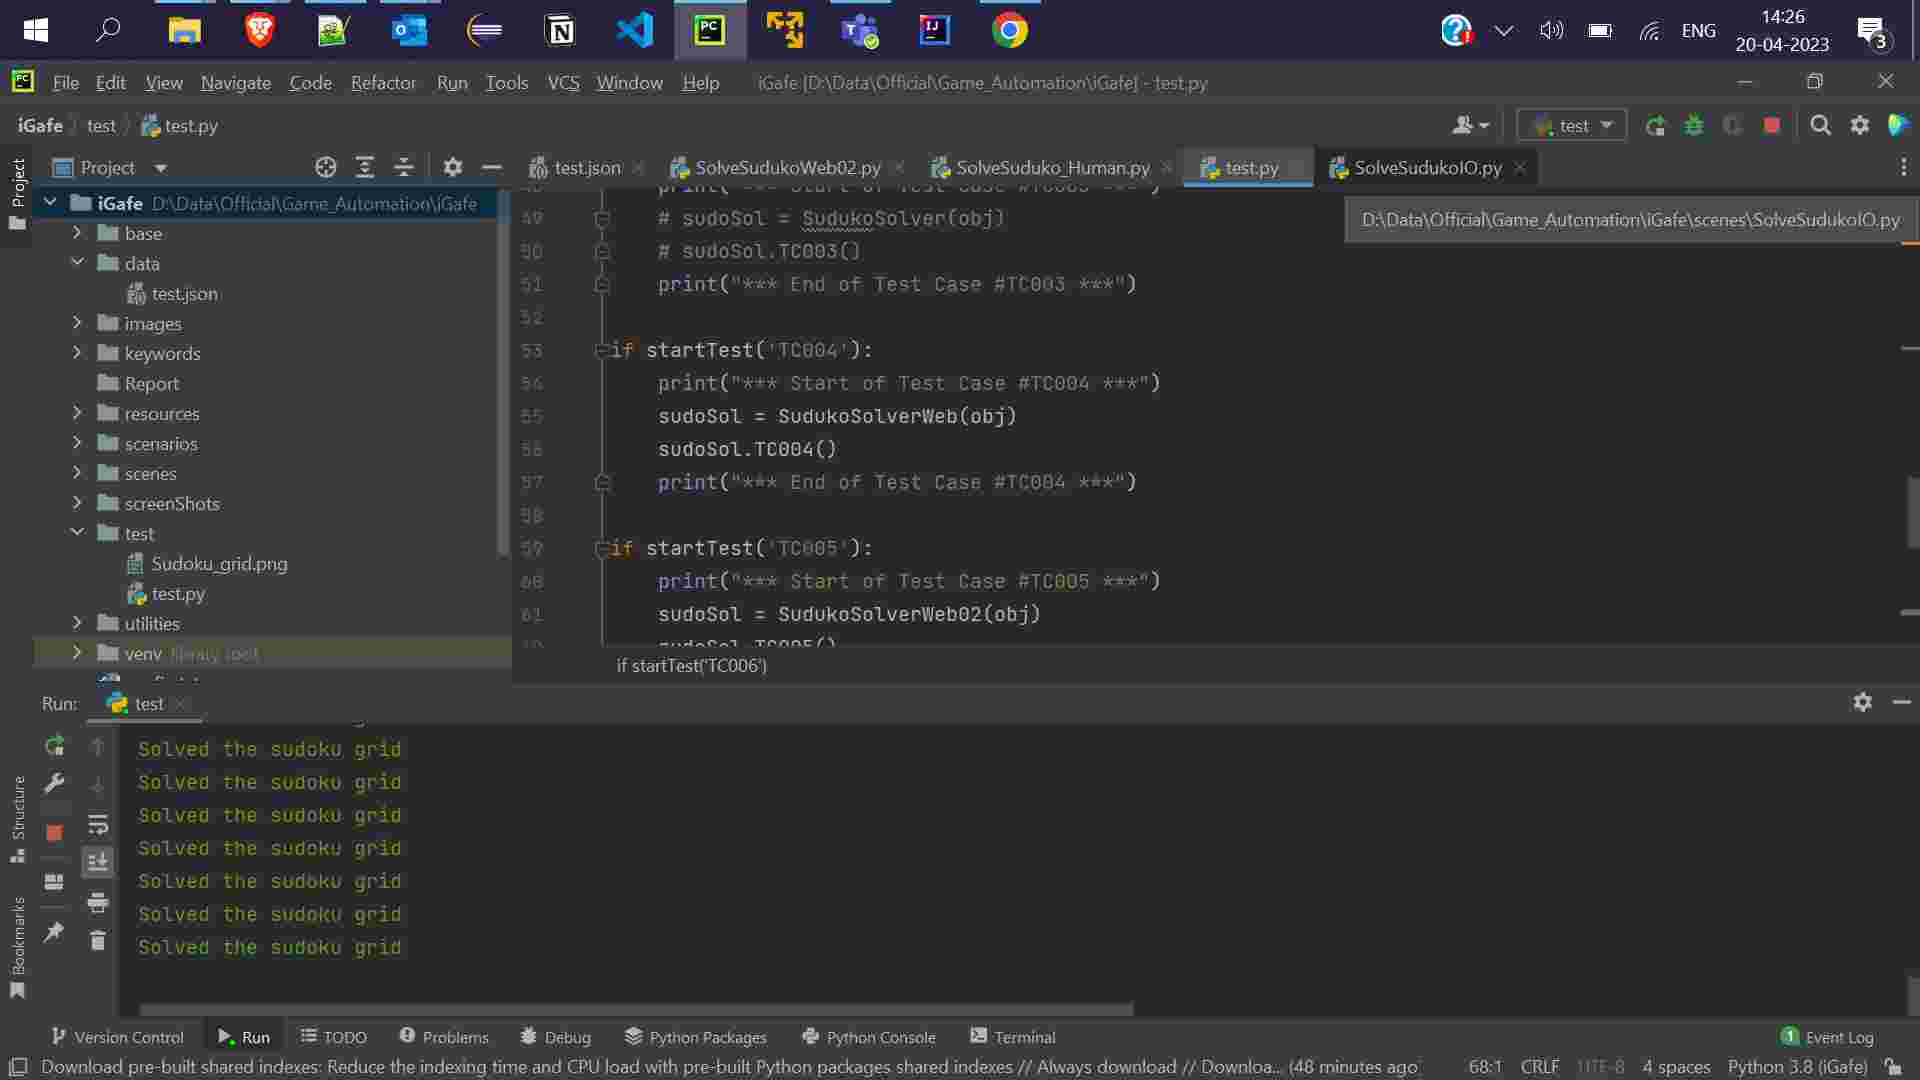 ENG
14:26
20-04-2023
3
File Edit View Navigate Code Refactor Run Tools VCS Window Help iGafe [D:\Data\Official\Game_Automation\iGafe] - test.py
iGafe test test.py
test
Project
test.json SolveSudukoWeb02.py SolveSuduko_Human.py test.py SolveSudukoIO.py
D:\Data\Official\Game_Automation\iGafe\scenes\SolveSudukoIO.py
Project
iGafe D:\Data\Official\Game_Automation\iGafe
base
data
test.json
images
keywords
Report
resources
scenarios
scenes
screenShots
test
Sudoku_grid.png
test.py
utilities
venv library root
print("*** Start of Test Case #TC003 ***")
49 # sudoSol = SudukoSolver(obj)
50 # sudoSol.TC003()
51 print("*** End of Test Case #TC003 ***")
52
53 if startTest('TC004'):
54 print("*** Start of Test Case #TC004 ***")
55 sudoSol = SudukoSolverWeb(obj)
56 sudoSol.TC004()
57 print("*** End of Test Case #TC004 ***")
58
59 if startTest('TC005'):
60 print("*** Start of Test Case #TC005 ***")
61 sudoSol = SudukoSolverWeb02(obj)
sudoSol.TC005()
if startTest('TC006')
Run: test
Solved the sudoku grid
Solved the sudoku grid
Solved the sudoku grid
Solved the sudoku grid
Solved the sudoku grid
Solved the sudoku grid
Solved the sudoku grid
Structure
Bookmarks
Version Control Run TODO Problems Debug Python Packages Python Console Terminal 1 Event Log
Download pre-built shared indexes: Reduce the indexing time and CPU load with pre-built Python packages shared indexes // Always download // Downloa... (48 minutes ago) 68:1 CRLF UTF-8 4 spaces Python 3.8 (iGafe)